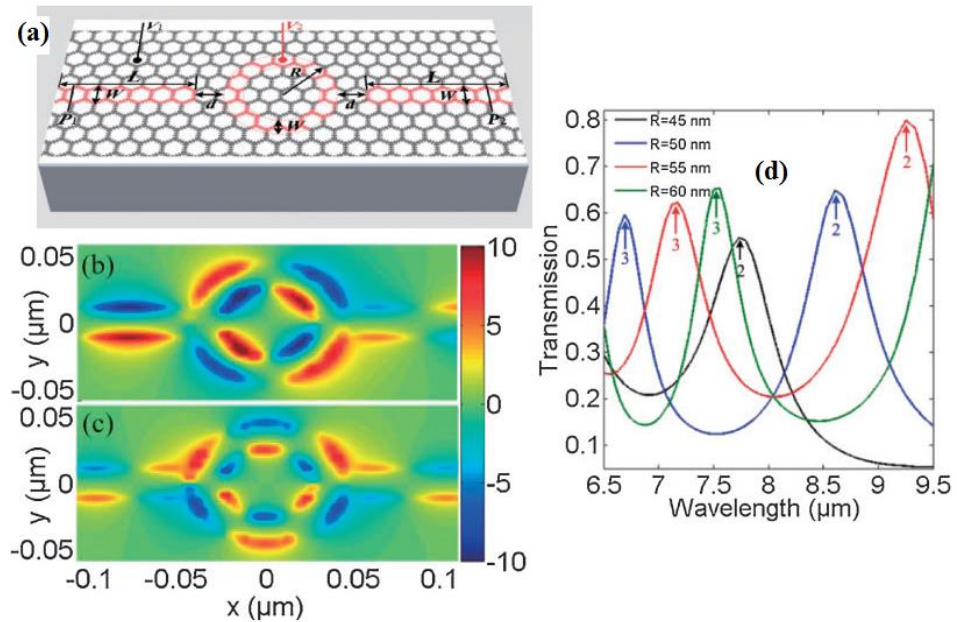 (a)
V₁
V₂
L
R
L
W
d
d
W
P₁
W
P₂
(b)
0.05
0
-0.05
y (μm)
10
5
0
-5
-10
(c)
0.05
0
-0.05
y (μm)
-0.1 -0.05 0 0.05 0.1
x (μm)
(d)
R=45 nm
R=50 nm
R=55 nm
R=60 nm
0.8
0.7
0.6
0.5
0.4
0.3
0.2
0.1
Transmission
3
3
3
2
2
2
6.5 7 7.5 8 8.5 9 9.5
Wavelength (μm)